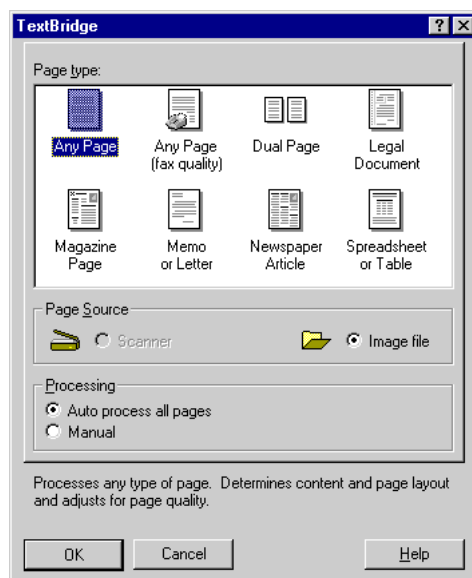 TextBridge
Page type:
Any Page
Any Page
(fax quality)
Dual Page
Legal
Document
Magazine
Page
Memo
or Letter
Newspaper
Article
Spreadsheet
or Table
Page Source
Scanner
Image file
Processing
Auto process all pages
Manual
Processes any type of page. Determines content and page layout
and adjusts for page quality.
OK
Cancel
Help